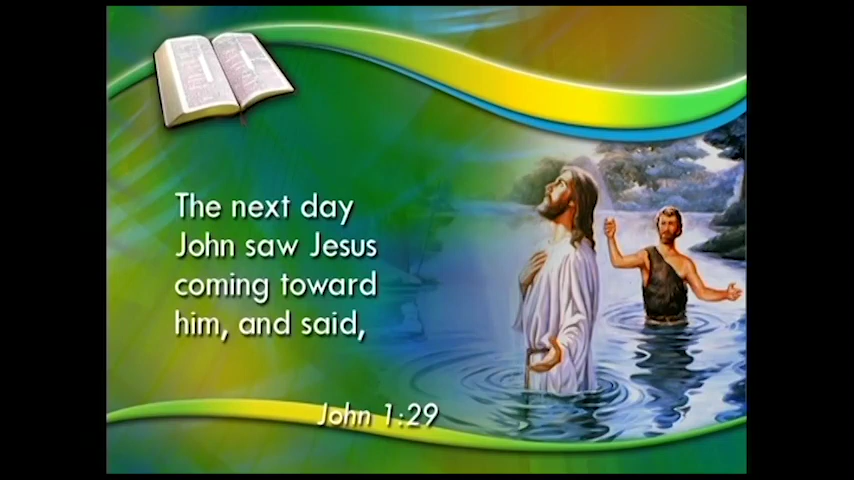 The next day
John saw Jesus
coming toward
him, and said,
John 1:29